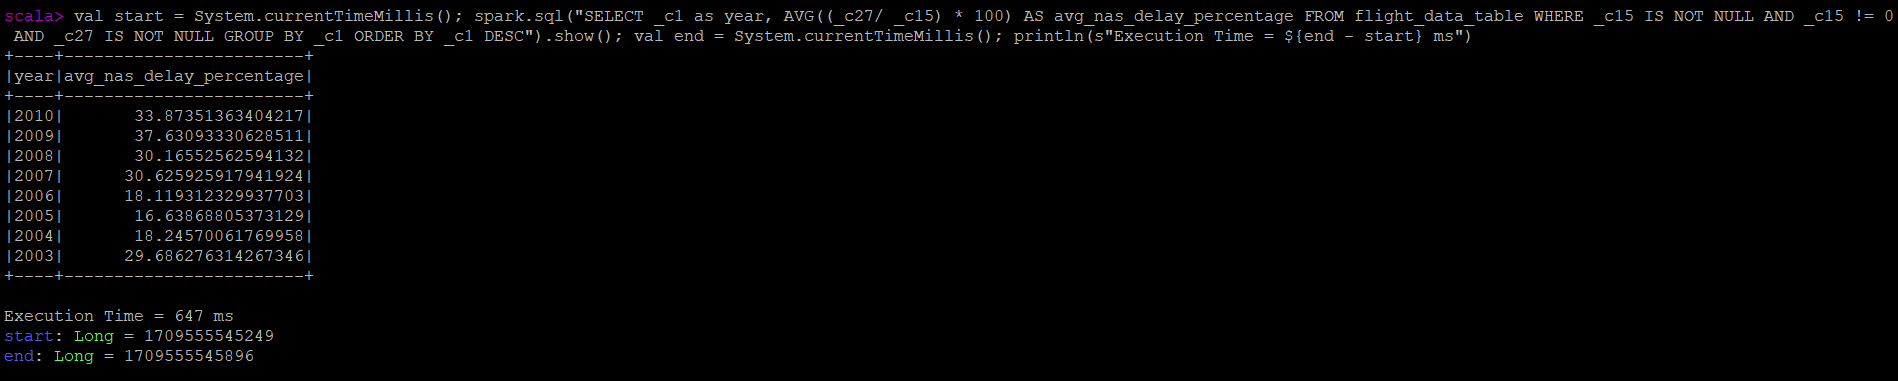 scala> val start = System.currentTimeMillis(); spark.sql("SELECT _c1 as year, AVG((_c27/ _c15) * 100) AS avg_nas_delay_percentage FROM flight_data_table WHERE _c15 IS NOT NULL AND _c15 != 0
 AND _c27 IS NOT NULL GROUP BY _c1 ORDER BY _c1 DESC").show(); val end = System.currentTimeMillis(); println(s"Execution Time = ${end - start} ms")
+----+------------------------+
|year|avg_nas_delay_percentage|
+----+------------------------+
|2010|       33.87351363404217|
|2009|       37.63093330628511|
|2008|       30.16552562594132|
|2007|      30.625925917941924|
|2006|      18.119312329937703|
|2005|       16.63868805373129|
|2004|       18.24570061769958|
|2003|      29.686276314267346|
+----+------------------------+
Execution Time = 647 ms
start: Long = 1709555545249
end: Long = 1709555545896